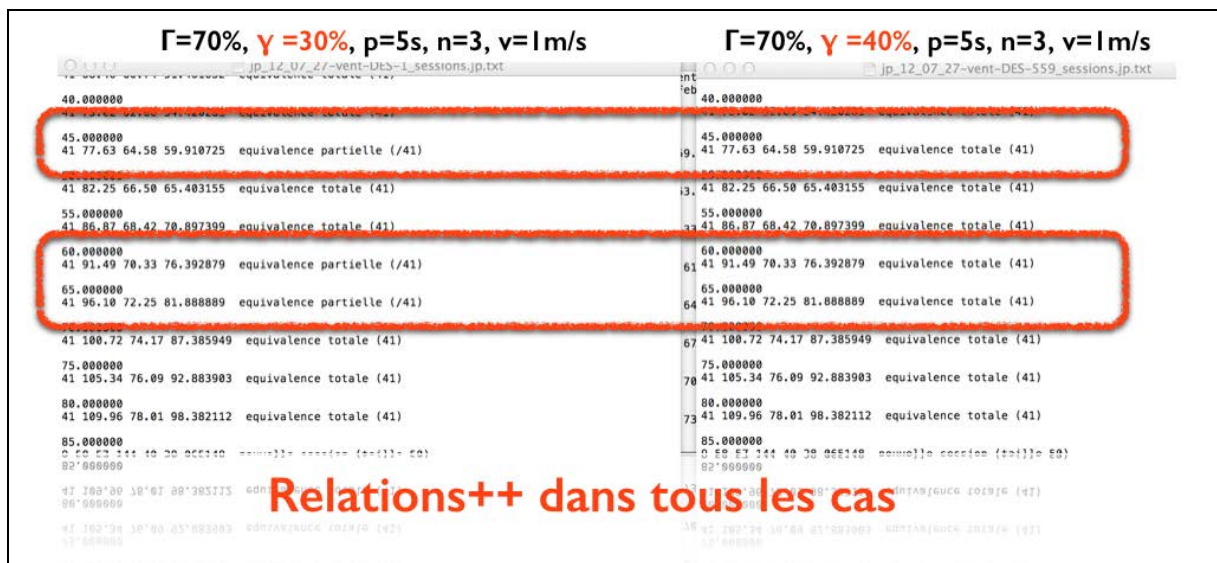 Γ=70%, γ =30%, p=5s, n=3, v=1m/s
Γ=70%, γ =40%, p=5s, n=3, v=1m/s
jp_12_07_27-vent-DES-1_sessions.jp.txt
40.000000
45.000000
41 77.63 64.58 59.910725 equivalence partielle (/41)
41 82.25 66.50 65.403155 equivalence totale (41)
55.000000
41 86.87 68.42 70.897399 equivalence totale (41)
60.000000
41 91.49 70.33 76.392879 equivalence partielle (/41)
65.000000
41 96.10 72.25 81.888889 equivalence partielle (/41)
41 100.72 74.17 87.385949 equivalence totale (41)
75.000000
41 105.34 76.09 92.883903 equivalence totale (41)
80.000000
41 109.96 78.01 98.382112 equivalence totale (41)
85.000000
jp_12_07_27-vent-DES-559_sessions.jp.txt
40.000000
45.000000
41 77.63 64.58 59.910725 equivalence totale (41)
41 82.25 66.50 65.403155 equivalence totale (41)
55.000000
41 86.87 68.42 70.897399 equivalence totale (41)
60.000000
41 91.49 70.33 76.392879 equivalence totale (41)
65.000000
41 96.10 72.25 81.888889 equivalence totale (41)
41 100.72 74.17 87.385949 equivalence totale (41)
75.000000
41 105.34 76.09 92.883903 equivalence totale (41)
80.000000
41 109.96 78.01 98.382112 equivalence totale (41)
85.000000
Relations++ dans tous les cas